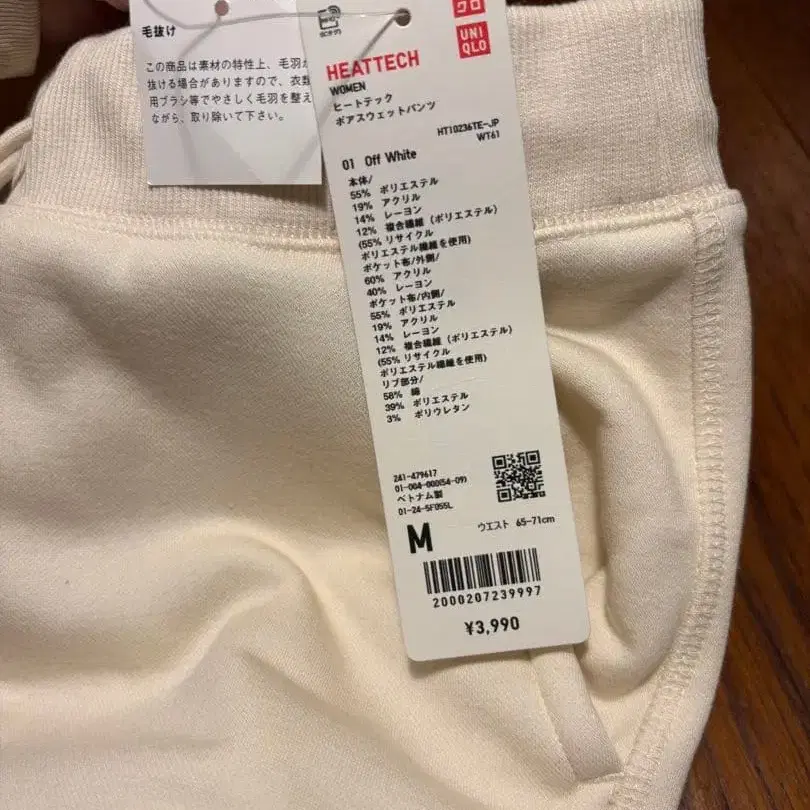 毛抜け
この商品は素材の特性上、毛羽が
抜ける場合がありますので、衣類
用ブラシ等でやさしく毛羽を整え
ながら、取り除いて下さい。
クロ
UNI
QLO
HEATTECH
WOMEN
ヒートテック
ボアスウェットパンツ
HT10236TE-JP
WT61
01 Off White
本体/
55% ポリエステル
19% アクリル
14% レーヨン
12% 複合繊維(ポリエステル)
(55% リサイクル
ポリエステル繊維を使用)
ポケット布/外側/
60% アクリル
40% レーヨン
ポケット布/内側/
55% ポリエステル
19% アクリル
14% レーヨン
12% 複合繊維(ポリエステル)
(55% リサイクル
ポリエステル繊維を使用)
リブ部分/
58% 綿
39% ポリエステル
3% ポリウレタン
241-479617
01-004-000(54-09)
ベトナム製
01-24-5F055L
M
ウエスト 65-71cm
2000207239997
¥3,990